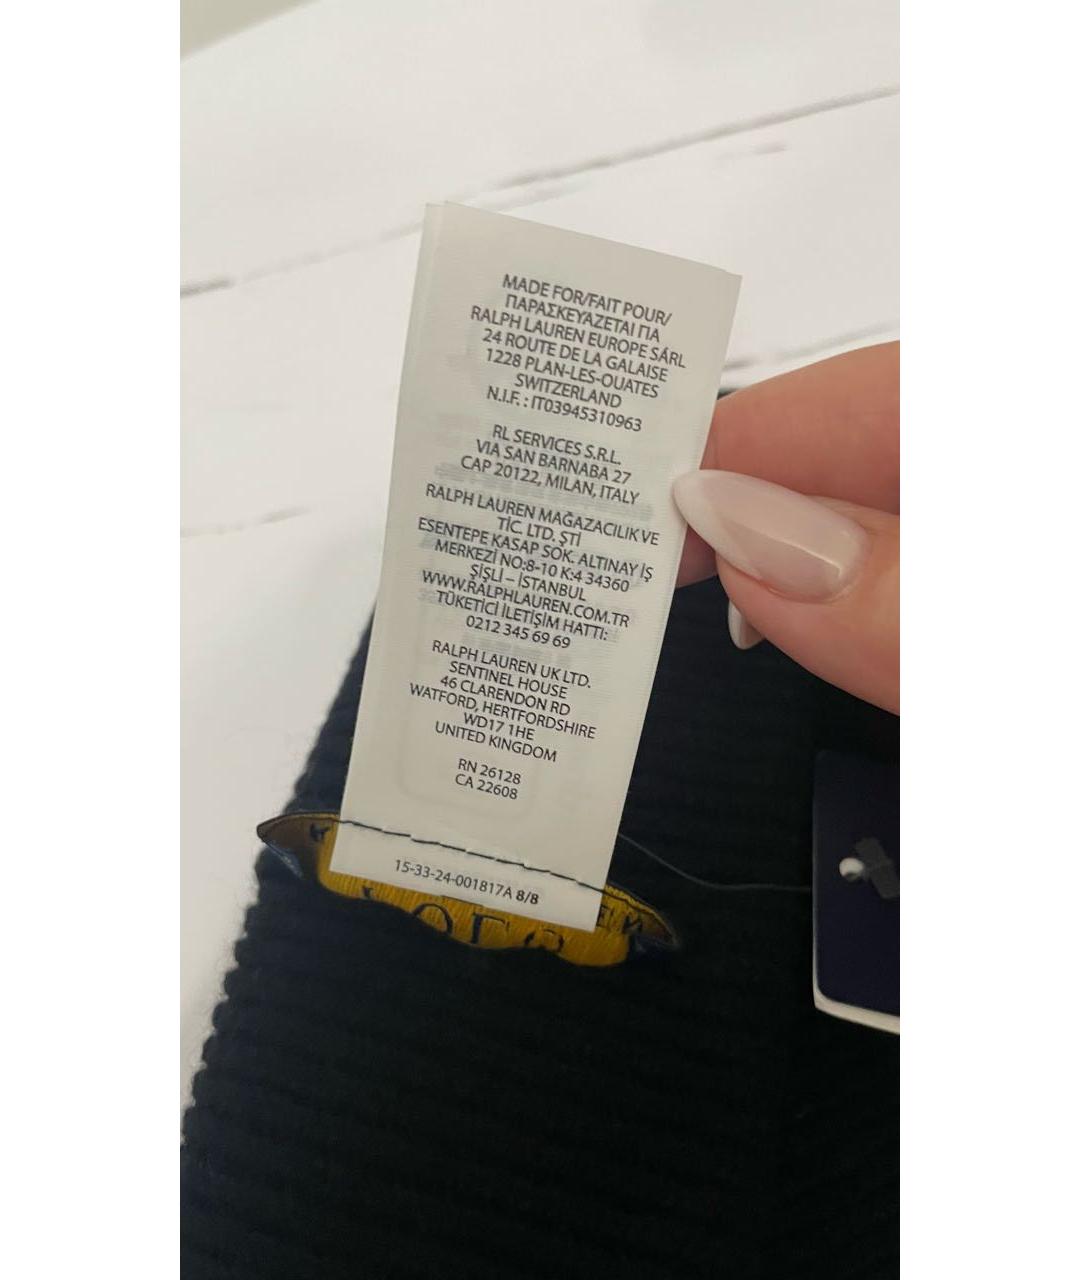 MADE FOR/FAIT POUR/
ΠΑΡΑΣΚΕΥΑΖΕΤΑΙ ΓΙΑ
RALPH LAUREN EUROPE SÁRL
24 ROUTE DE LA GALAISE
1228 PLAN-LES-OUATES
SWITZERLAND
N.I.F. : IT03945310963
RL SERVICES S.R.L.
VIA SAN BARNABA 27
CAP 20122, MILAN, ITALY
RALPH LAUREN MAĞAZACILIK VE
TİC. LTD. ŞTİ
ESENTEPE KASAP SOK. ALTINAY İŞ
MERKEZİ NO:8-10 K:4 34360
ŞİŞLİ – İSTANBUL
WWW.RALPHLAUREN.COM.TR
TÜKETİCİ İLETİŞİM HATTI:
0212 345 69 69
RALPH LAUREN UK LTD.
SENTINEL HOUSE
46 CLARENDON RD
WATFORD, HERTFORDSHIRE
WD17 1HE
UNITED KINGDOM
RN 26128
CA 22608
15-33-24-001817A 8/8